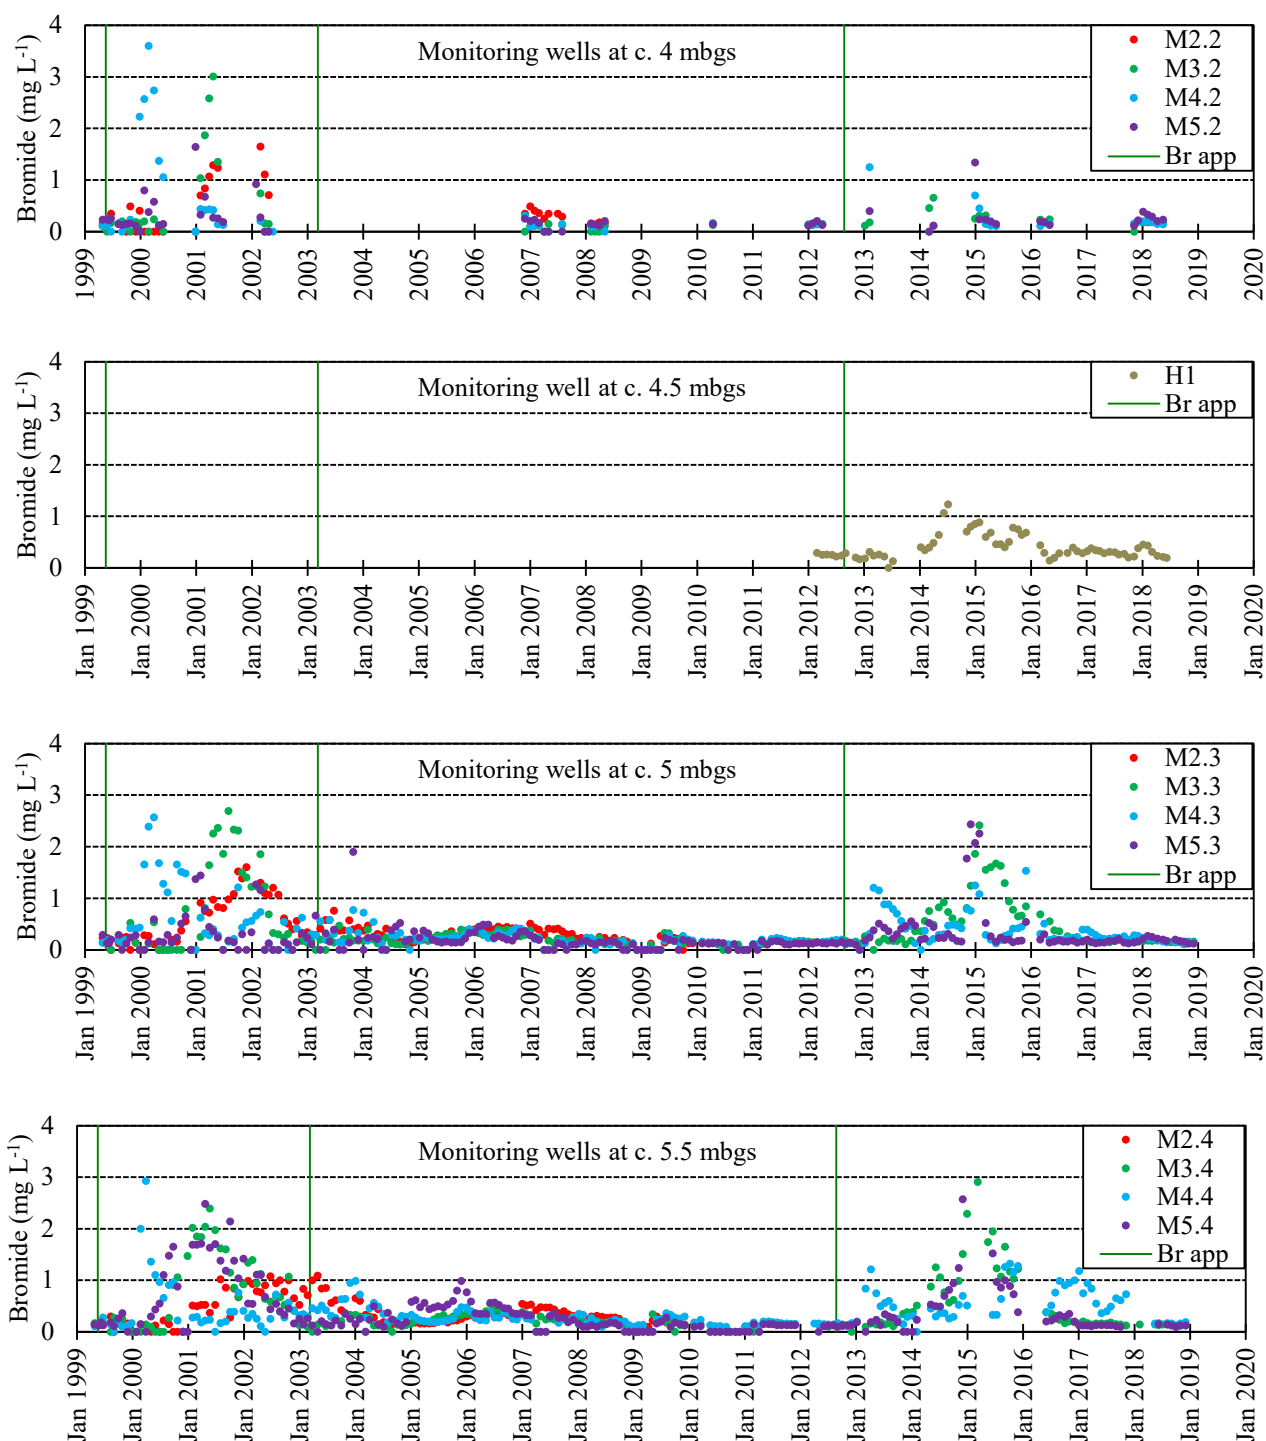 4
3
2
1
0
Bromide (mg L-1)
Monitoring wells at c. 4 mbgs
M2.2
M3.2
M4.2
M5.2
Br app
1999
2000
2001
2002
2003
2004
2005
2006
2007
2008
2009
2010
2011
2012
2013
2014
2015
2016
2017
2018
2019
2020
4
3
2
1
0
Bromide (mg L-1)
Monitoring well at c. 4.5 mbgs
H1
Br app
Jan 1999
Jan 2000
Jan 2001
Jan 2002
Jan 2003
Jan 2004
Jan 2005
Jan 2006
Jan 2007
Jan 2008
Jan 2009
Jan 2010
Jan 2011
Jan 2012
Jan 2013
Jan 2014
Jan 2015
Jan 2016
Jan 2017
Jan 2018
Jan 2019
Jan 2020
4
3
2
1
0
Bromide (mg L-1)
Monitoring wells at c. 5 mbgs
M2.3
M3.3
M4.3
M5.3
Br app
Jan 1999
Jan 2000
Jan 2001
Jan 2002
Jan 2003
Jan 2004
Jan 2005
Jan 2006
Jan 2007
Jan 2008
Jan 2009
Jan 2010
Jan 2011
Jan 2012
Jan 2013
Jan 2014
Jan 2015
Jan 2016
Jan 2017
Jan 2018
Jan 2019
Jan 2020
4
3
2
1
0
Bromide (mg L-1)
Monitoring wells at c. 5.5 mbgs
M2.4
M3.4
M4.4
M5.4
Br app
Jan 1999
Jan 2000
Jan 2001
Jan 2002
Jan 2003
Jan 2004
Jan 2005
Jan 2006
Jan 2007
Jan 2008
Jan 2009
Jan 2010
Jan 2011
Jan 2012
Jan 2013
Jan 2014
Jan 2015
Jan 2016
Jan 2017
Jan 2018
Jan 2019
Jan 2020